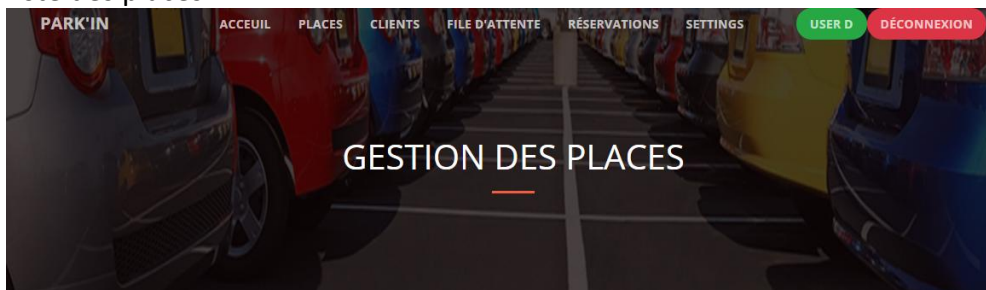 PARK'IN ACCEUIL PLACES CLIENTS FILE D'ATTENTE RÉSERVATIONS SETTINGS USER D DÉCONNEXION
GESTION DES PLACES